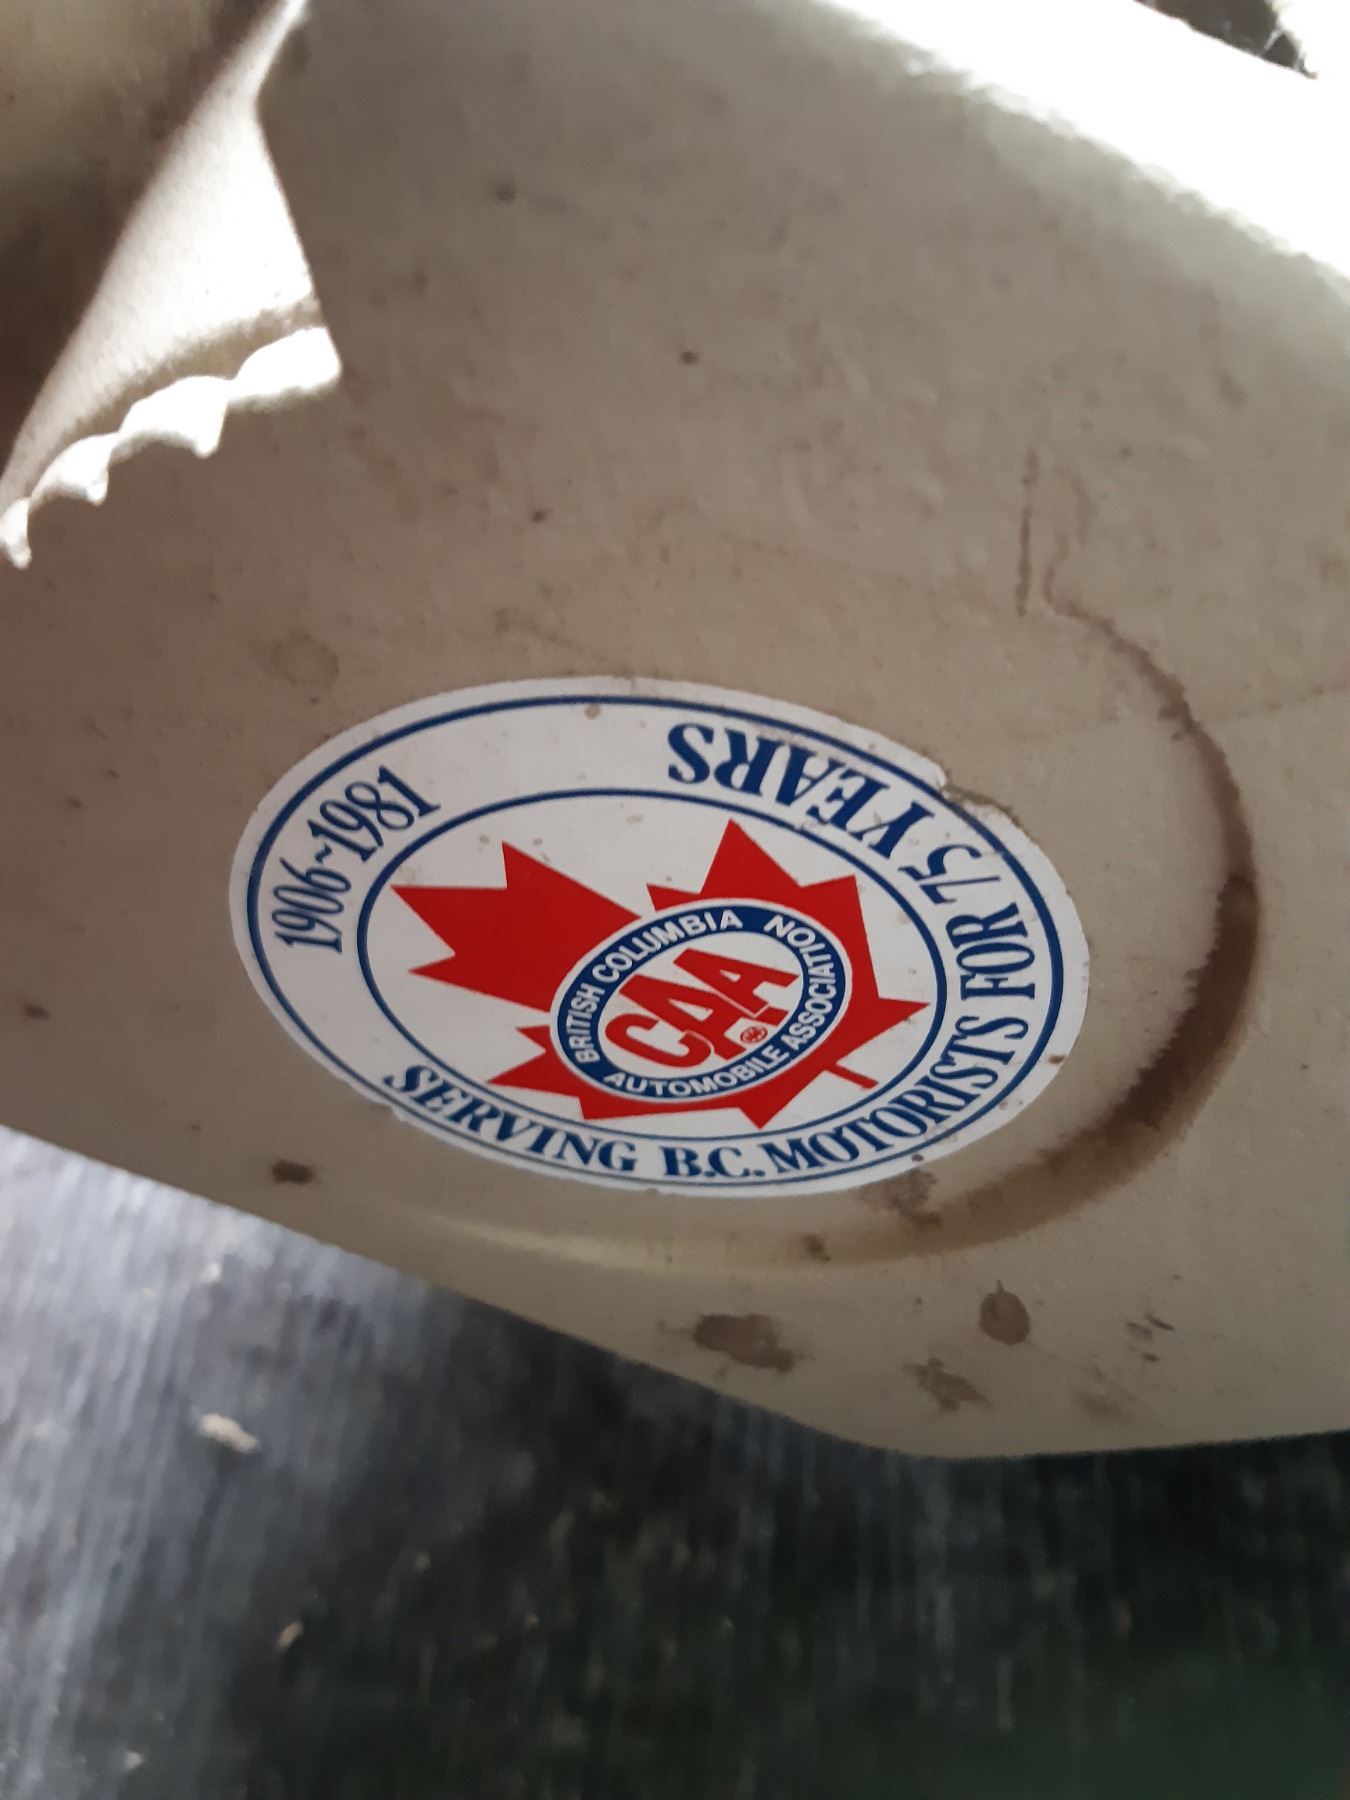 1906~1981
SERVING B.C. MOTORISTS FOR 75 YEARS
BRITISH COLUMBIA
AUTOMOBILE ASSOCIATION
CAA